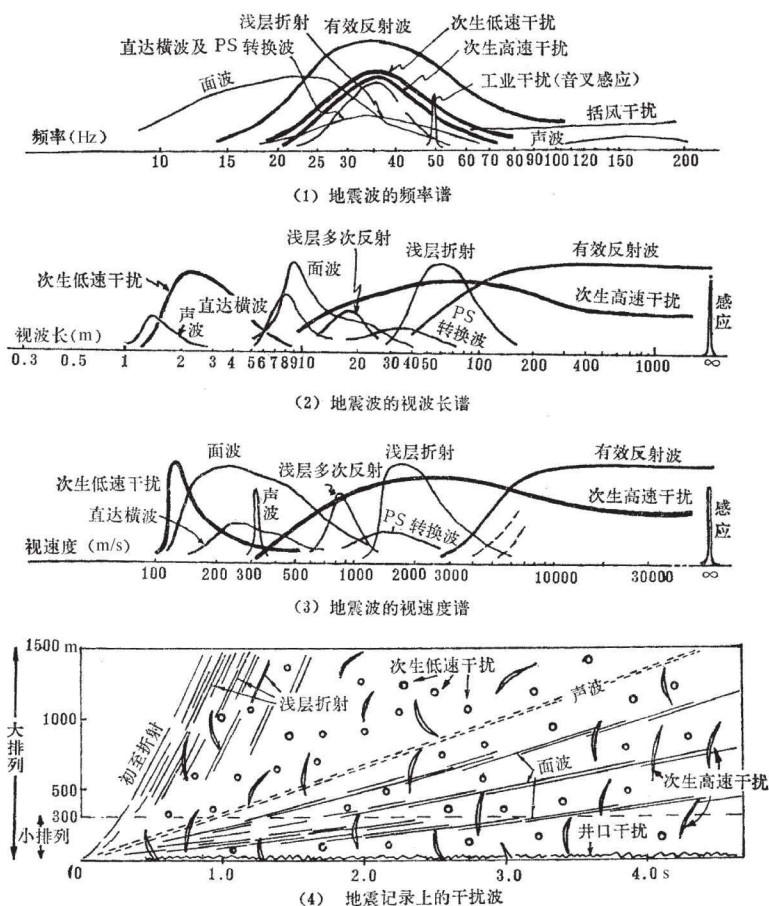 浅层折射 有效反射波 次生低速干扰
直达横波及 PS 转换波 次生高速干扰
面波 工业干扰(音叉感应)
括风干扰
频率(Hz) 声波
10 15 20 25 30 40 50 60 70 80 90 100 120 150 200
(1) 地震波的频率谱
浅层多次反射 浅层折射 有效反射波
次生低速干扰 面波
直达横波 次生高速干扰 感应
视波长(m) 声波 PS 转换波
0.3 0.5 1 2 3 4 5 6 7 8 9 10 20 30 40 50 100 200 400 1000 ∞
(2) 地震波的视波长谱
面波 浅层折射 有效反射波
次生低速干扰 浅层多次反射
声波 次生高速干扰 感应
直达横波 PS 转换波
视速度 (m/s)
100 200 300 500 1000 2000 3000 10000 30000 ∞
(3) 地震波的视速度谱
1500 m
次生低速干扰
浅层折射 声波
大排列 1000
初至折射
面波
500 次生高速干扰
300
小排列 井口干扰
f0 1.0 2.0 3.0 4.0 s
(4) 地震记录上的干扰波